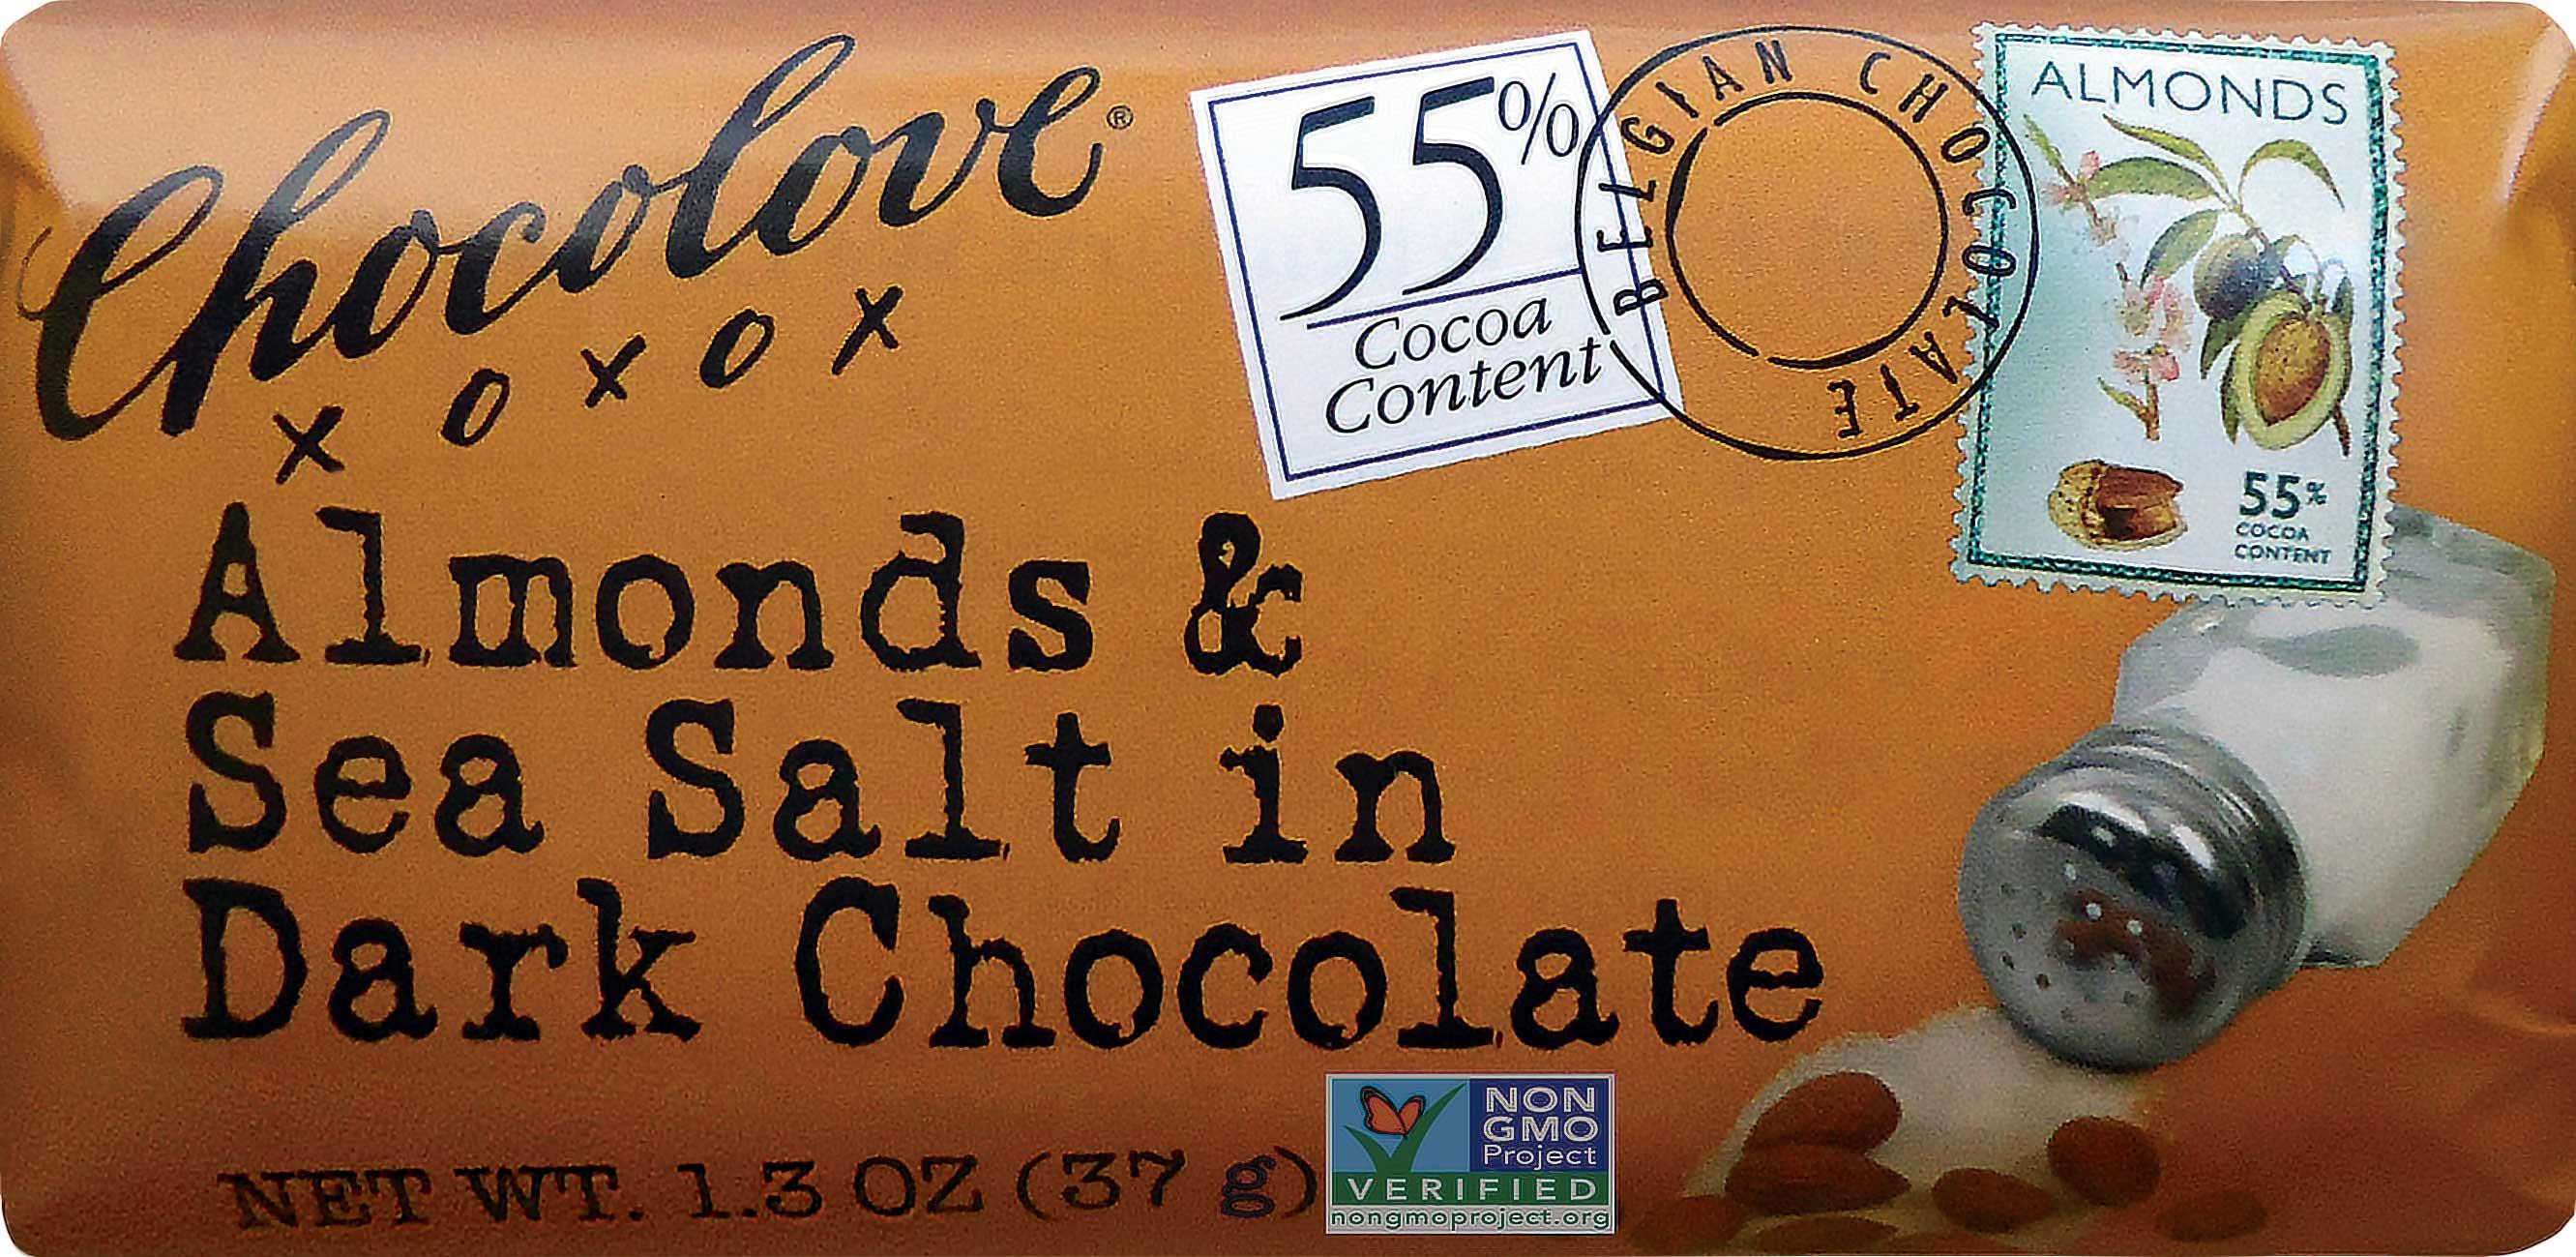 Chocolove®
x o x o x
55%
Cocoa
Content
BELGIAN CHOCOLATE
ALMONDS
55%
COCOA
CONTENT
Almonds &
Sea Salt in
Dark Chocolate
NET WT. 1.3 OZ (37 g)
NON
GMO
Project
VERIFIED
nongmoproject.org